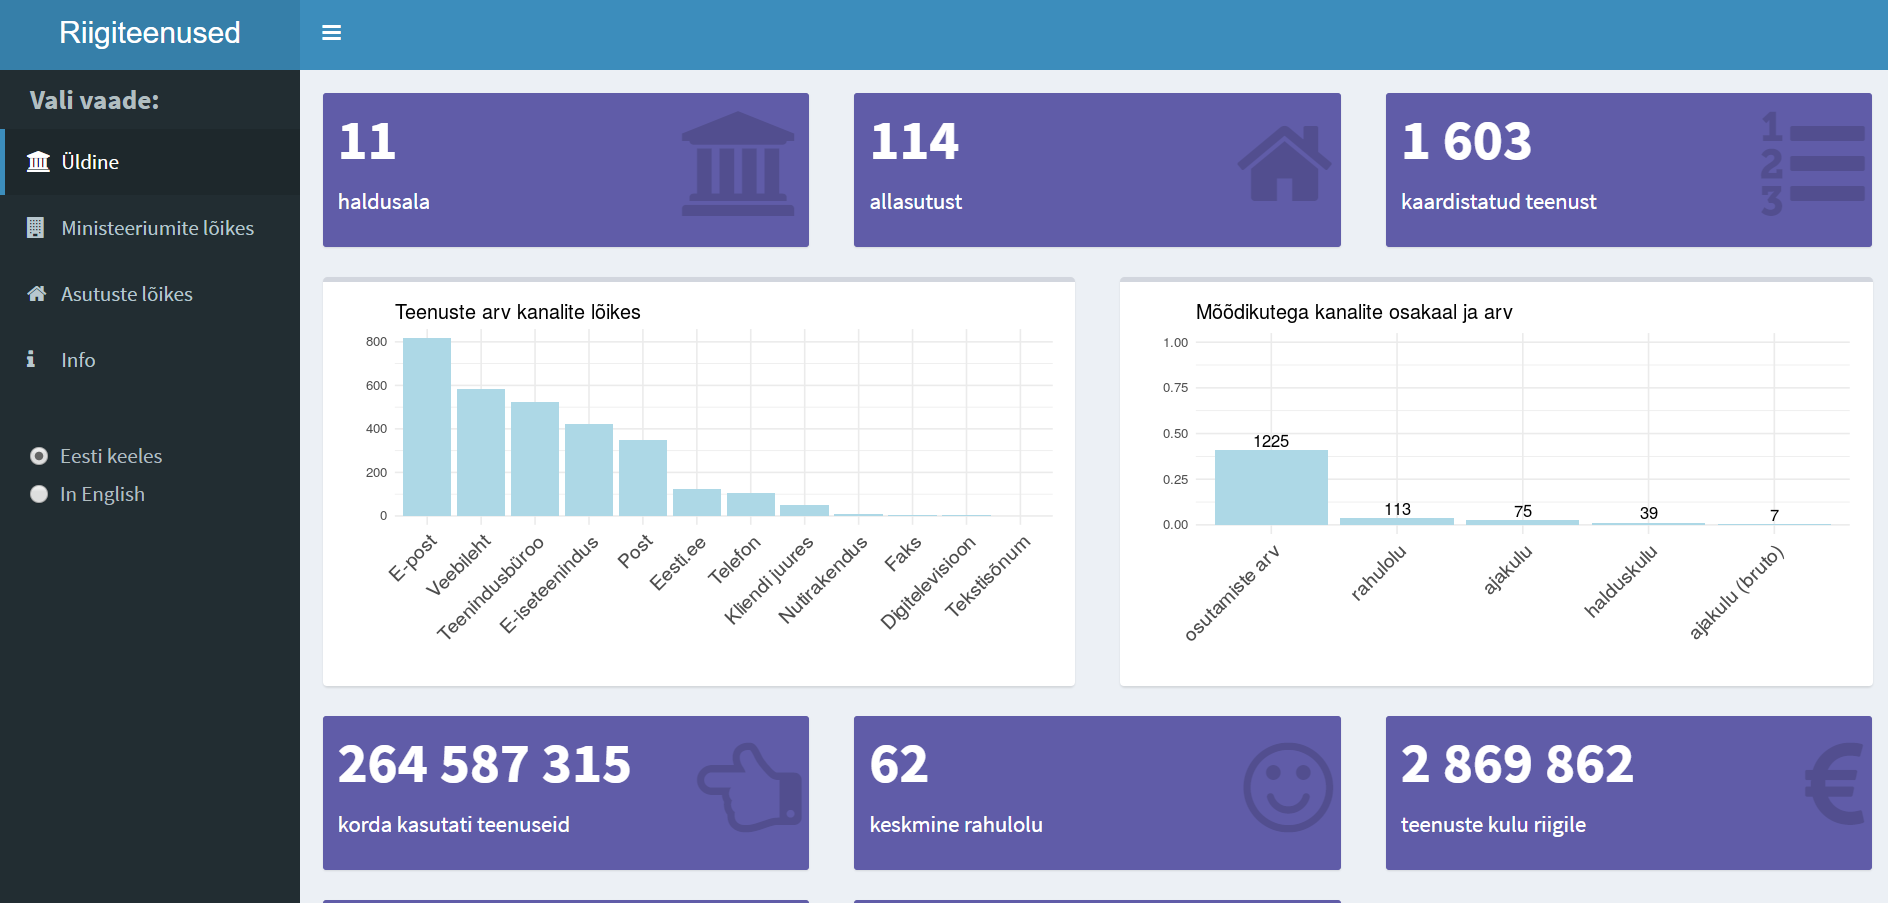 Riigiteenused
Vali vaade:
Üldine
Ministeeriumite lõikes
Asutuste lõikes
Info
Eesti keeles
In English
11
haldusala
114
allasutust
1 603
kaardistatud teenust
1
2
3
Teenuste arv kanalite lõikes
800
600
400
200
0
E-post
Veebileht
Teenindusbüroo
E-iseteenindus
Post
Eesti.ee
Telefon
Kliendi juures
Nutirakendus
Faks
Digitelevisioon
Tekstisõnum
Mõõdikutega kanalite osakaal ja arv
1.00
0.75
0.50
0.25
0.00
1225
113
75
39
7
osutamiste arv
rahulolu
ajakulu
halduskulu
ajakulu (bruto)
264 587 315
korda kasutati teenuseid
62
keskmine rahulolu
2 869 862
teenuste kulu riigile
€